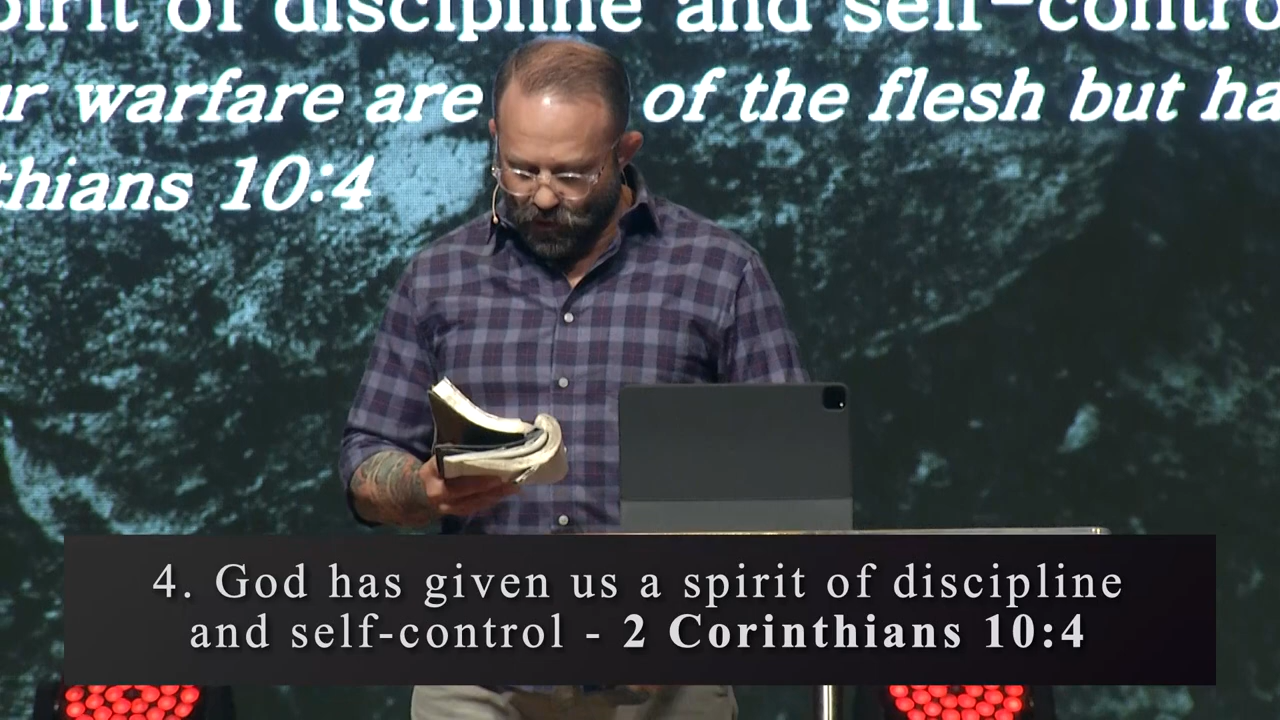 of discipline and self-contro
warfare are of the flesh but ha
thians 10:4
4. God has given us a spirit of discipline
and self-control - 2 Corinthians 10:4